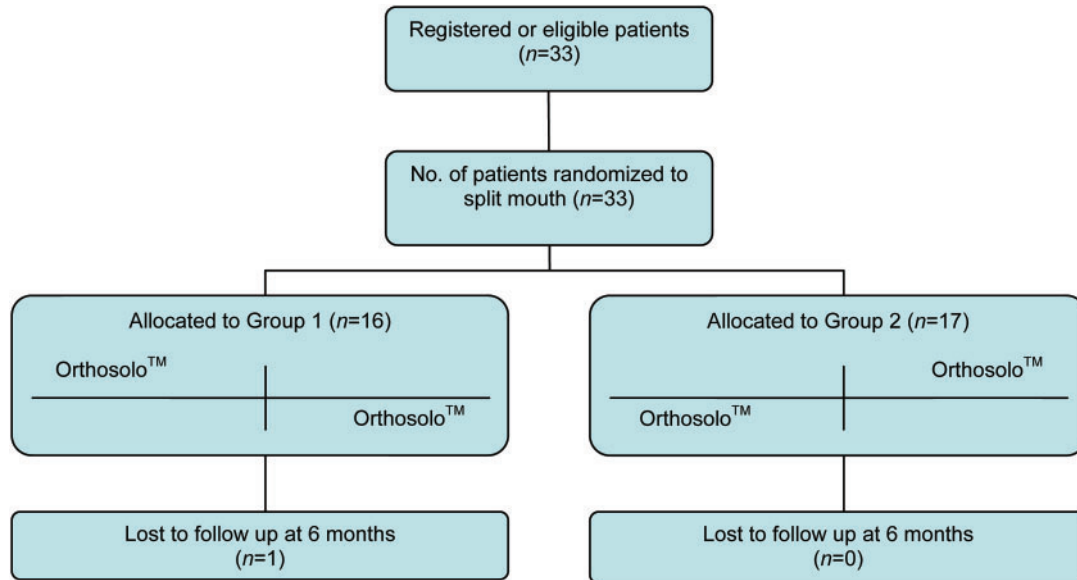 Registered or eligible patients
(n=33)
No. of patients randomized to
split mouth (n=33)
Allocated to Group 1 (n=16)
Orthosolo™
Orthosolo™
Allocated to Group 2 (n=17)
Orthosolo™
Orthosolo™
Lost to follow up at 6 months
(n=1)
Lost to follow up at 6 months
(n=0)